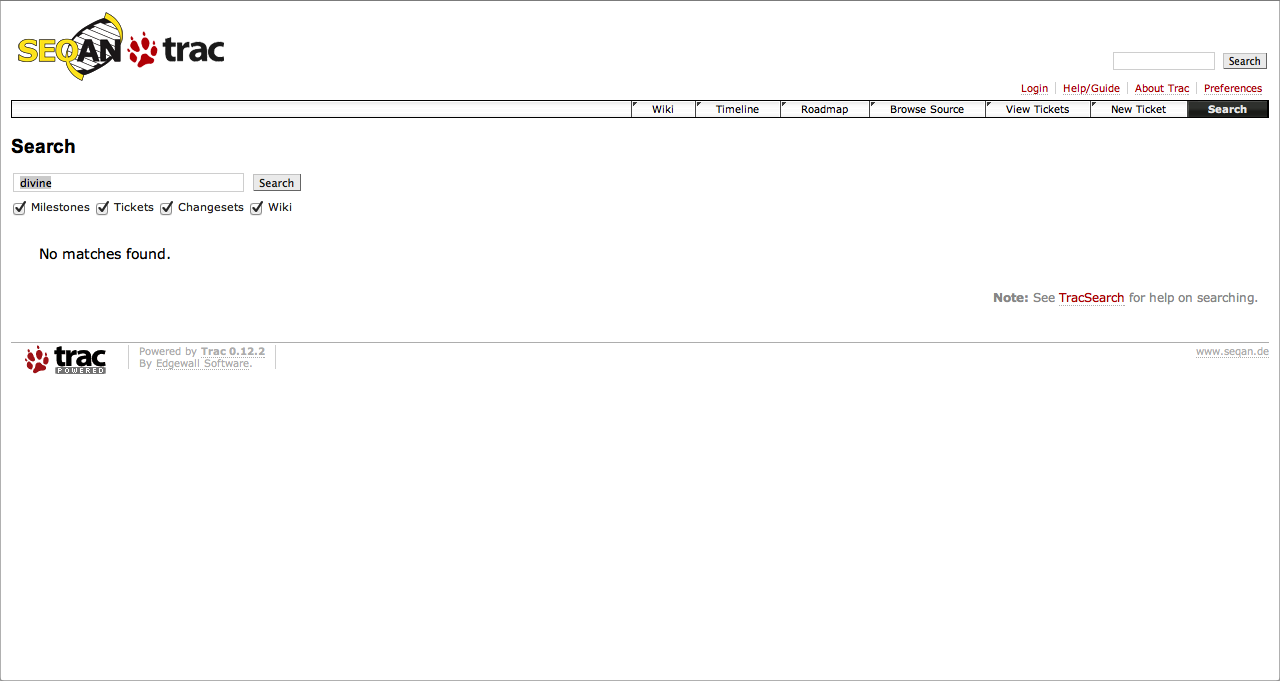 SEQAN trac
Search
Login Help/Guide About Trac Preferences
Wiki Timeline Roadmap Browse Source View Tickets New Ticket Search
Search
divine Search
Milestones Tickets Changesets Wiki
No matches found.
Note: See TracSearch for help on searching.
trac POWERED
Powered by Trac 0.12.2
By Edgewall Software.
www.seqan.de